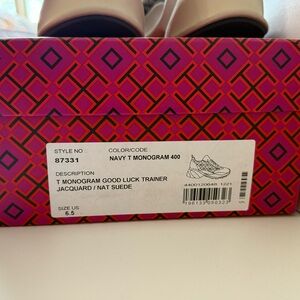 STYLE NO COLOR/CODE
87331 NAVY T MONOGRAM 400
DESCRIPTION
T MONOGRAM GOOD LUCK TRAINER
JACQUARD / NAT SUEDE
SIZE US
6.5